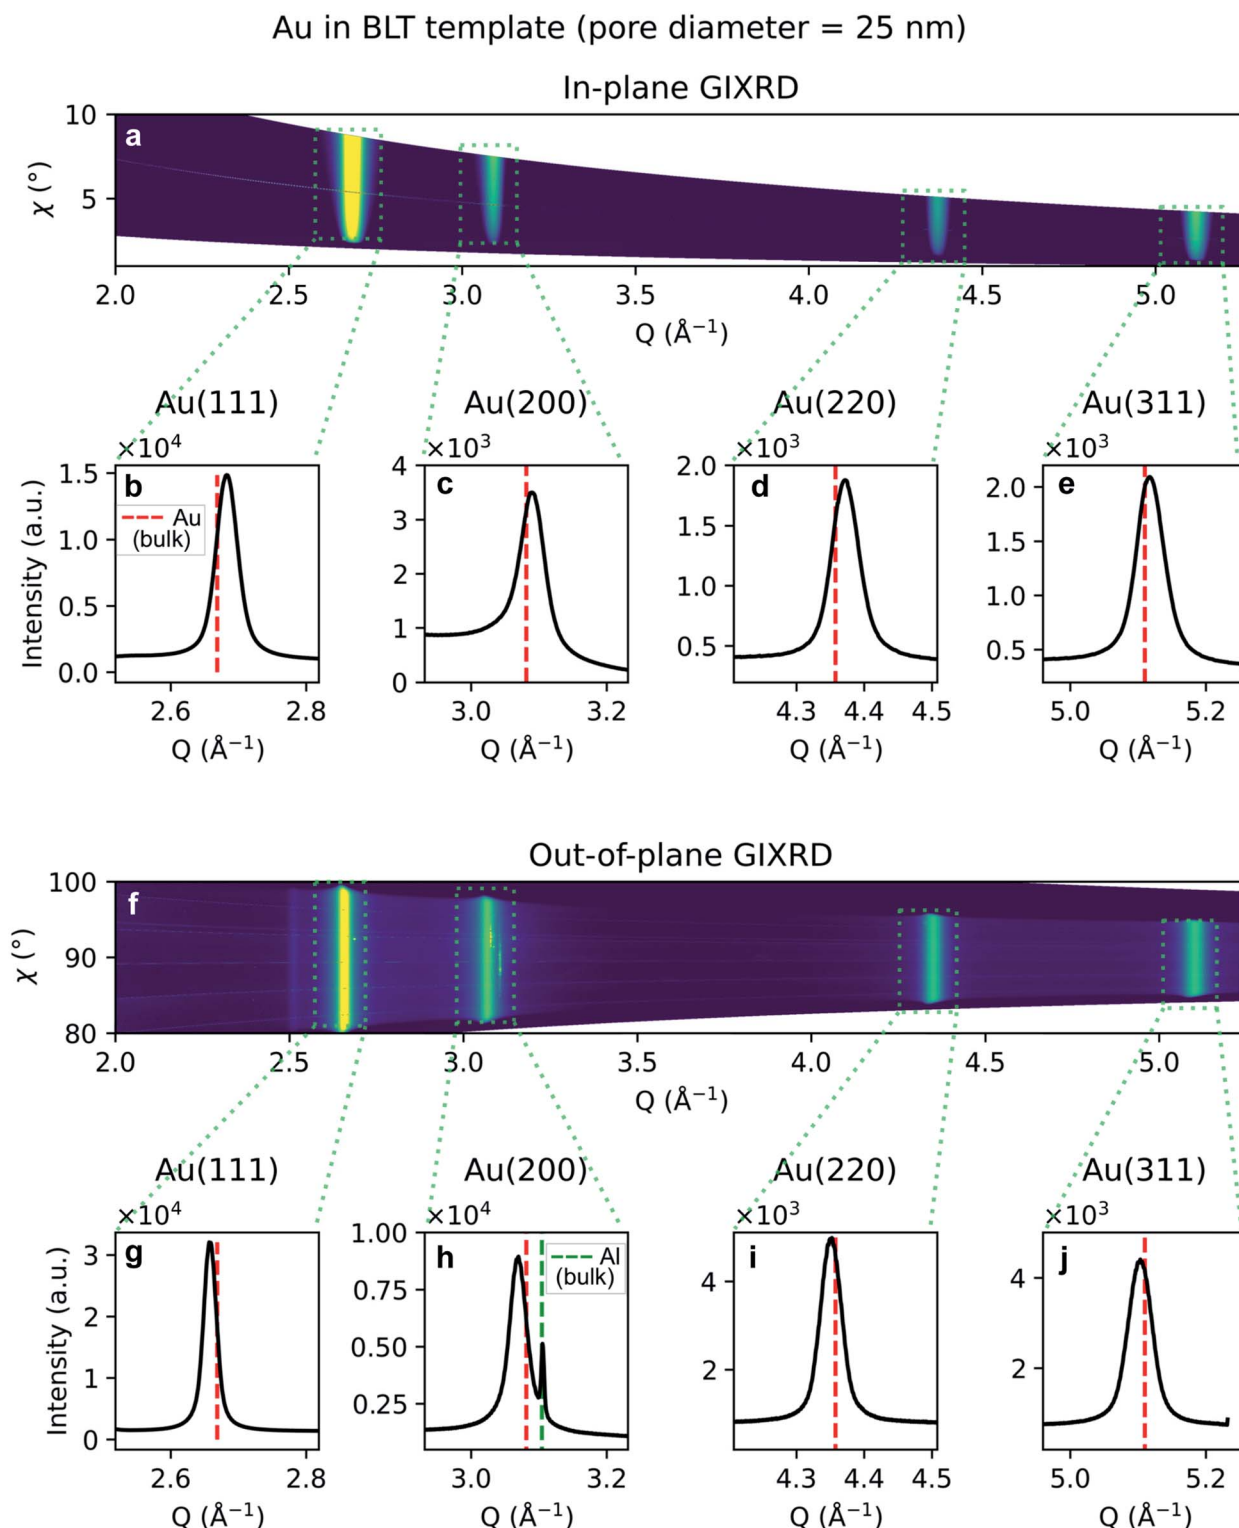 Au in BLT template (pore diameter = 25 nm)
In-plane GIXRD
a
χ (°)
10
5
2.0 2.5 3.0 3.5 4.0 4.5 5.0
Q (Å⁻¹)
Au(111) Au(200) Au(220) Au(311)
×10⁴ ×10³ ×10³ ×10³
b c d e
Au
(bulk)
Intensity (a.u.)
1.5
1.0
0.5
0.0
4
3
2
1
0
2.0
1.5
1.0
0.5
2.0
1.5
1.0
0.5
2.6 2.8 3.0 3.2 4.3 4.4 4.5 5.0 5.2
Q (Å⁻¹) Q (Å⁻¹) Q (Å⁻¹) Q (Å⁻¹)
Out-of-plane GIXRD
f
χ (°)
100
90
80
2.0 2.5 3.0 3.5 4.0 4.5 5.0
Q (Å⁻¹)
Au(111) Au(200) Au(220) Au(311)
×10⁴ ×10⁴ ×10³ ×10³
g h i j
Al
(bulk)
Intensity (a.u.)
3
2
1
0
1.00
0.75
0.50
0.25
4
2
4
2
2.6 2.8 3.0 3.2 4.3 4.4 4.5 5.0 5.2
Q (Å⁻¹) Q (Å⁻¹) Q (Å⁻¹) Q (Å⁻¹)